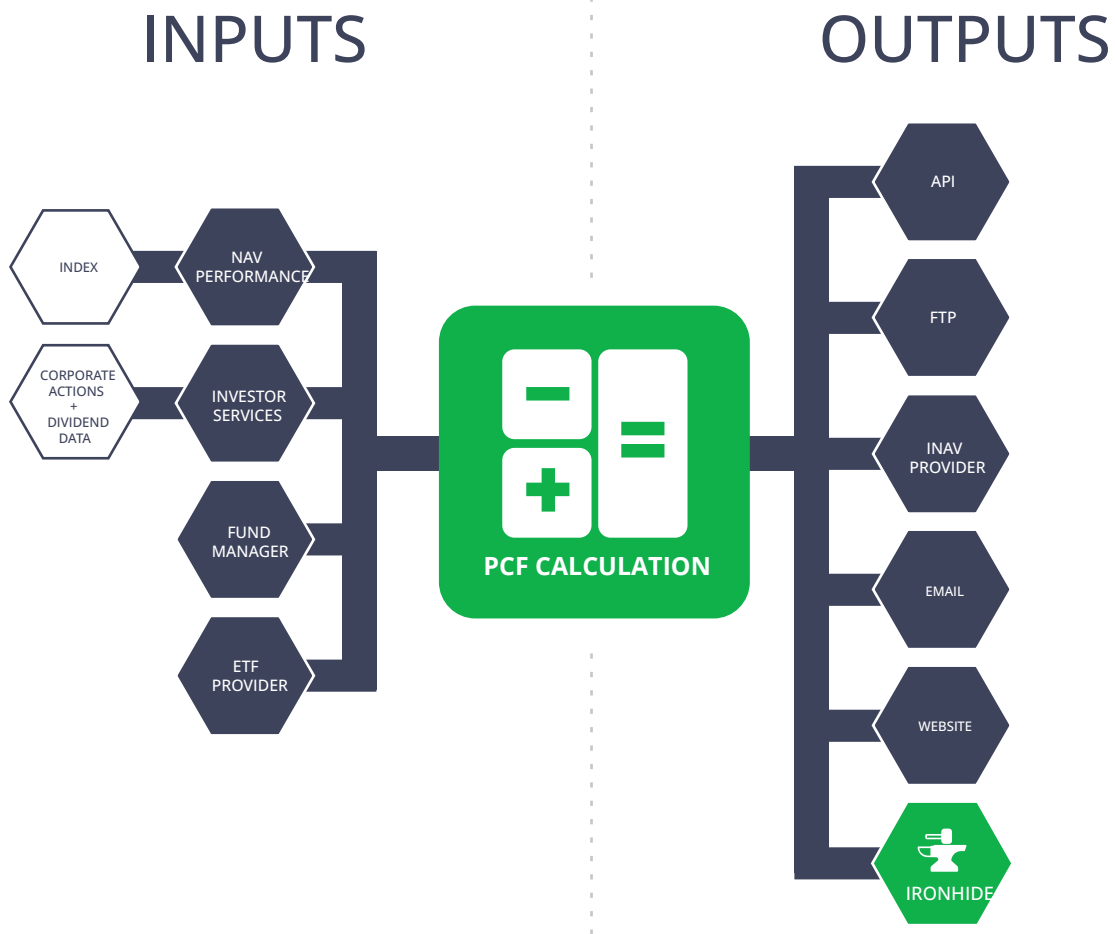 INPUTS
OUTPUTS
INDEX
NAV
PERFORMANCE
CORPORATE
ACTIONS
+
DIVIDEND
DATA
INVESTOR
SERVICES
FUND
MANAGER
ETF
PROVIDER
PCF CALCULATION
API
FTP
INAV
PROVIDER
EMAIL
WEBSITE
IRONHIDE